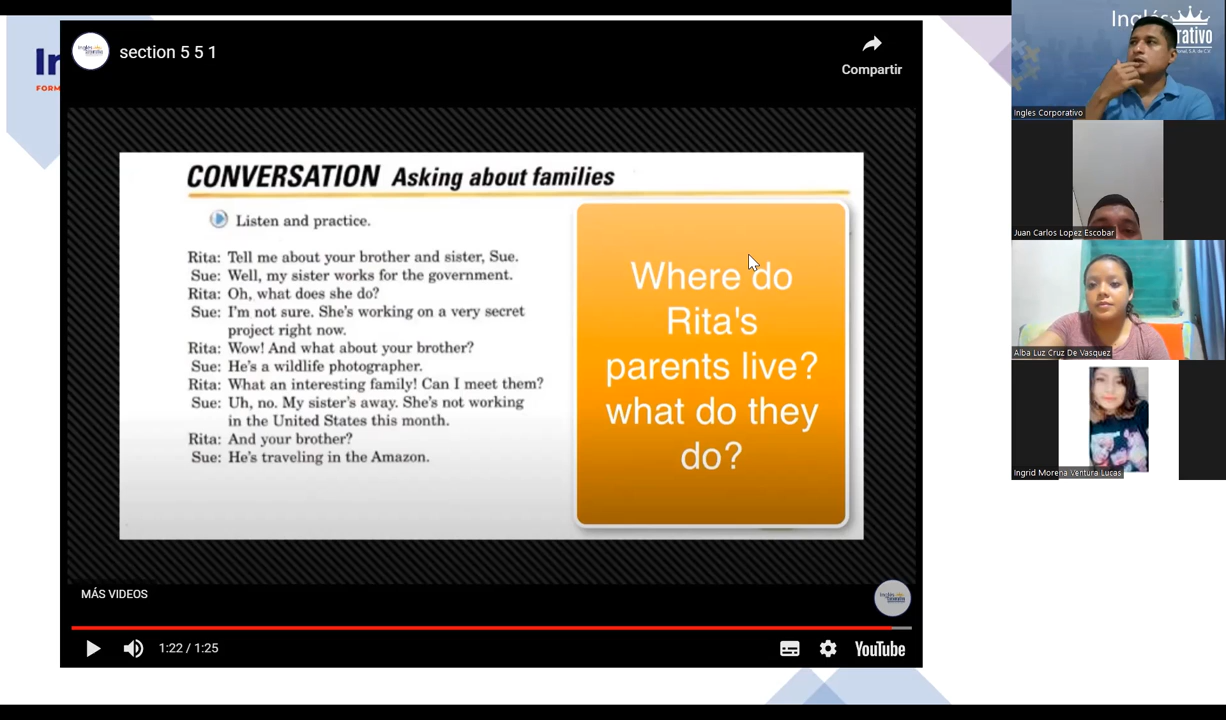 In
FORM
section 5 5 1
Compartir
CONVERSATION Asking about families
Listen and practice.
Rita: Tell me about your brother and sister, Sue.
Sue: Well, my sister works for the government.
Rita: Oh, what does she do?
Sue: I'm not sure. She's working on a very secret
project right now.
Rita: Wow! And what about your brother?
Sue: He's a wildlife photographer.
Rita: What an interesting family! Can I meet them?
Sue: Uh, no. My sister's away. She's not working
in the United States this month.
Rita: And your brother?
Sue: He's traveling in the Amazon.
Where do
Rita's
parents live?
what do they
do?
MÁS VIDEOS
1:22 / 1:25
YouTube
Inglés
rativo
Ingles Corporativo
Juan Carlos Lopez Escobar
Alba Luz Cruz De Vasquez
Ingrid Morena Ventura Lucas